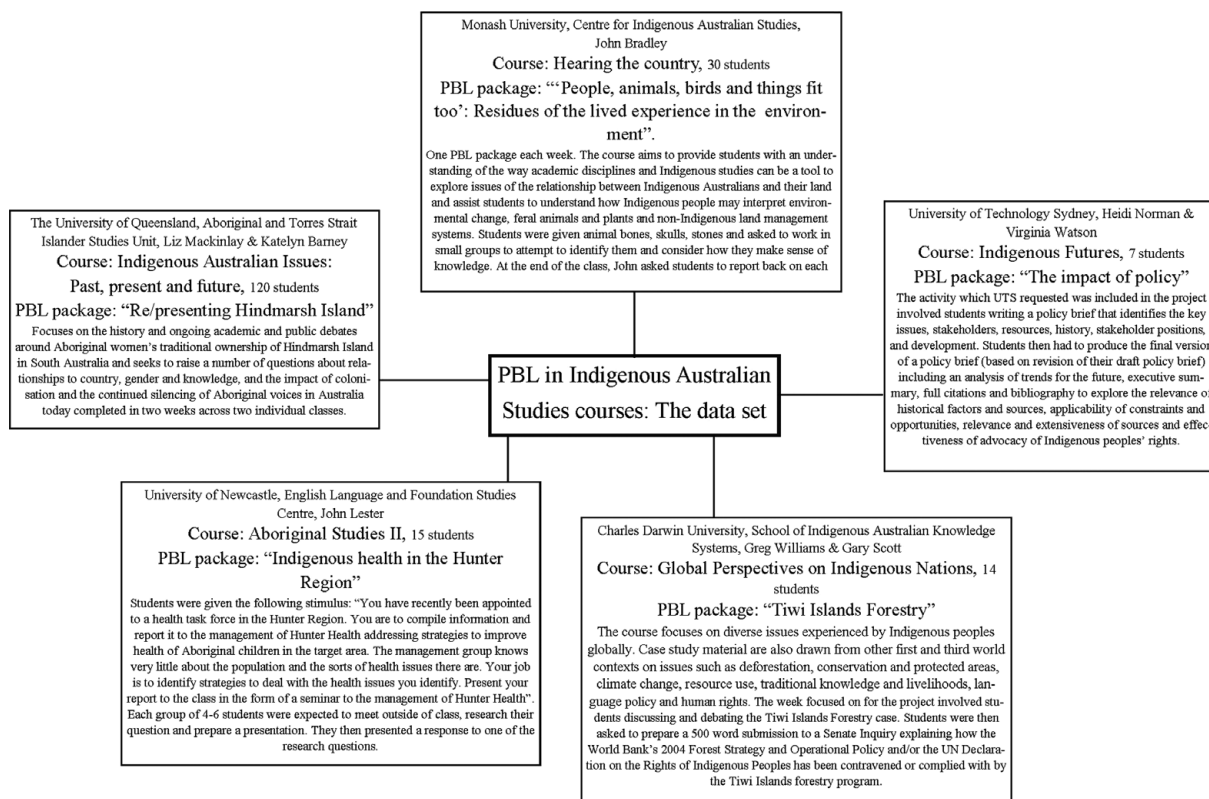 Monash University, Centre for Indigenous Australian Studies,
John Bradley
Course: Hearing the country, 30 students
PBL package: “‘People, animals, birds and things fit
too’: Residues of the lived experience in the environ-
ment”.
One PBL package each week. The course aims to provide students with an under-
standing of the way academic disciplines and Indigenous studies can be a tool to
explore issues of the relationship between Indigenous Australians and their land
and assist students to understand how Indigenous people may interpret environ-
mental change, feral animals and plants and non-Indigenous land management
systems. Students were given animal bones, skulls, stones and asked to work in
small groups to attempt to identify them and consider how they make sense of
knowledge. At the end of the class, John asked students to report back on each
The University of Queensland, Aboriginal and Torres Strait
Islander Studies Unit, Liz Mackinlay & Katelyn Barney
Course: Indigenous Australian Issues:
Past, present and future, 120 students
PBL package: “Re/presenting Hindmarsh Island”
Focuses on the history and ongoing academic and public debates
around Aboriginal women’s traditional ownership of Hindmarsh Island
in South Australia and seeks to raise a number of questions about rela-
tionships to country, gender and knowledge, and the impact of coloni-
sation and the continued silencing of Aboriginal voices in Australia
today completed in two weeks across two individual classes.
University of Technology Sydney, Heidi Norman &
Virginia Watson
Course: Indigenous Futures, 7 students
PBL package: “The impact of policy”
The activity which UTS requested was included in the project
involved students writing a policy brief that identifies the key
issues, stakeholders, resources, history, stakeholder positions,
and development. Students then had to produce the final version
of a policy brief (based on revision of their draft policy brief)
including an analysis of trends for the future, executive sum-
mary, full citations and bibliography to explore the relevance of
historical factors and sources, applicability of constraints and
opportunities, relevance and extensiveness of sources and effec-
tiveness of advocacy of Indigenous peoples’ rights.
PBL in Indigenous Australian
Studies courses: The data set
University of Newcastle, English Language and Foundation Studies
Centre, John Lester
Course: Aboriginal Studies II, 15 students
PBL package: “Indigenous health in the Hunter
Region”
Students were given the following stimulus: “You have recently been appointed
to a health task force in the Hunter Region. You are to compile information and
report it to the management of Hunter Health addressing strategies to improve
health of Aboriginal children in the target area. The management group knows
very little about the population and the sorts of health issues there are. Your job
is to identify strategies to deal with the health issues you identify. Present your
report to the class in the form of a seminar to the management of Hunter Health”.
Each group of 4-6 students were expected to meet outside of class, research their
question and prepare a presentation. They then presented a response to one of the
research questions.
Charles Darwin University, School of Indigenous Australian Knowledge
Systems, Greg Williams & Gary Scott
Course: Global Perspectives on Indigenous Nations, 14
students
PBL package: “Tiwi Islands Forestry”
The course focuses on diverse issues experienced by Indigenous peoples
globally. Case study material are also drawn from other first and third world
contexts on issues such as deforestation, conservation and protected areas,
climate change, resource use, traditional knowledge and livelihoods, lan-
guage policy and human rights. The week focused on for the project involved stu-
dents discussing and debating the Tiwi Islands Forestry case. Students were then
asked to prepare a 500 word submission to a Senate Inquiry explaining how the
World Bank’s 2004 Forest Strategy and Operational Policy and/or the UN Declara-
tion on the Rights of Indigenous Peoples has been contravened or complied with by
the Tiwi Islands forestry program.